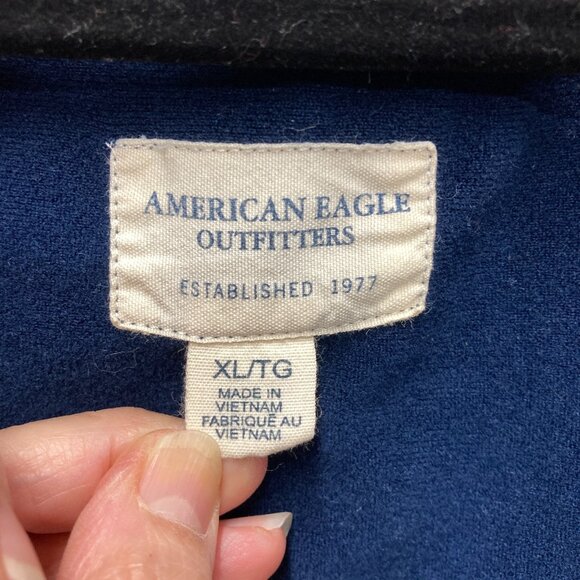 AMERICAN EAGLE
OUTFITTERS
ESTABLISHED 1977
XL/TG
MADE IN
VIETNAM
FABRIQUÉ AU
VIETNAM